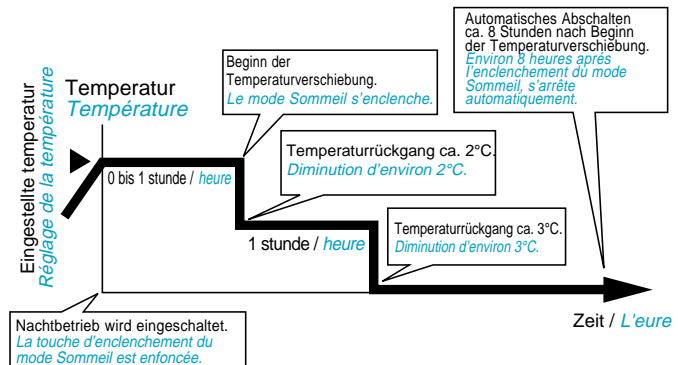 Automatisches Abschalten
ca. 8 Stunden nach Beginn
der Temperaturverschiebung.
Environ 8 heures aprés
l'enclenchement du mode
Sommeil, s'arrête
automatiquement.
Beginn der
Temperaturverschiebung.
Le mode Sommeil s'enclenche.
Temperatur
Température
Eingestellte temperatur
Réglage de la température
0 bis 1 stunde / heure
Temperaturrückgang ca. 2°C.
Diminution d'environ 2°C.
1 stunde / heure
Temperaturrückgang ca. 3°C.
Diminution d'environ 3°C.
Zeit / L'eure
Nachtbetrieb wird eingeschaltet.
La touche d'enclenchement du
mode Sommeil est enfoncée.